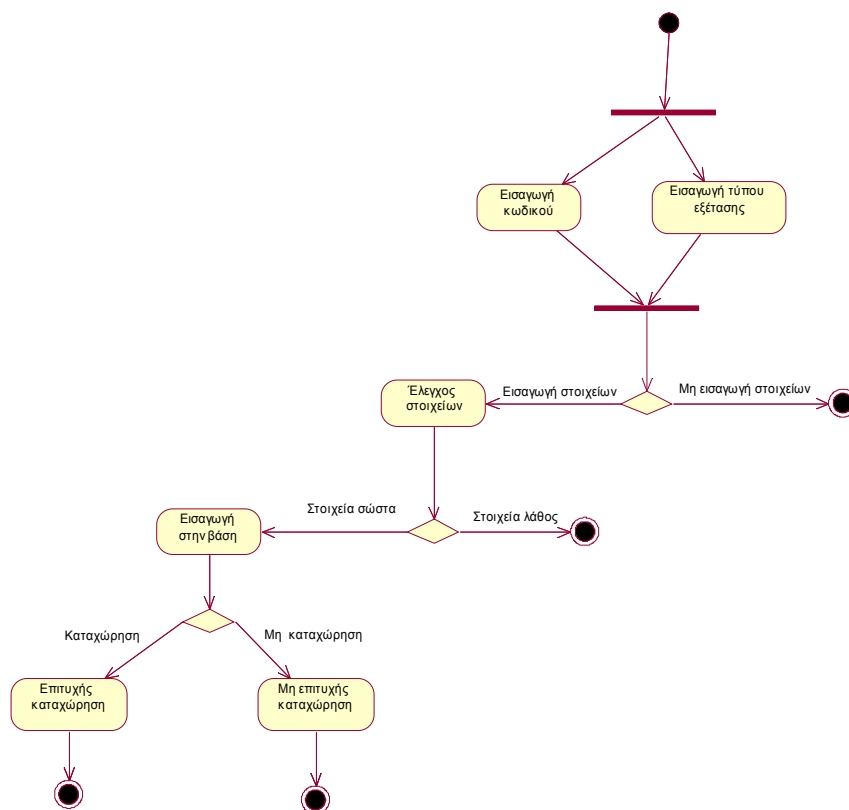 Εισαγωγή
κωδικού
Εισαγωγή τύπου
εξέτασης
Έλεγχος
στοιχείων
Εισαγωγή στοιχείων
Μη εισαγωγή στοιχείων
Εισαγωγή
στην βάση
Στοιχεία σώστα
Στοιχεία λάθος
Καταχώρηση
Μη καταχώρηση
Επιτυχής
καταχώρηση
Μη επιτυχής
καταχώρηση